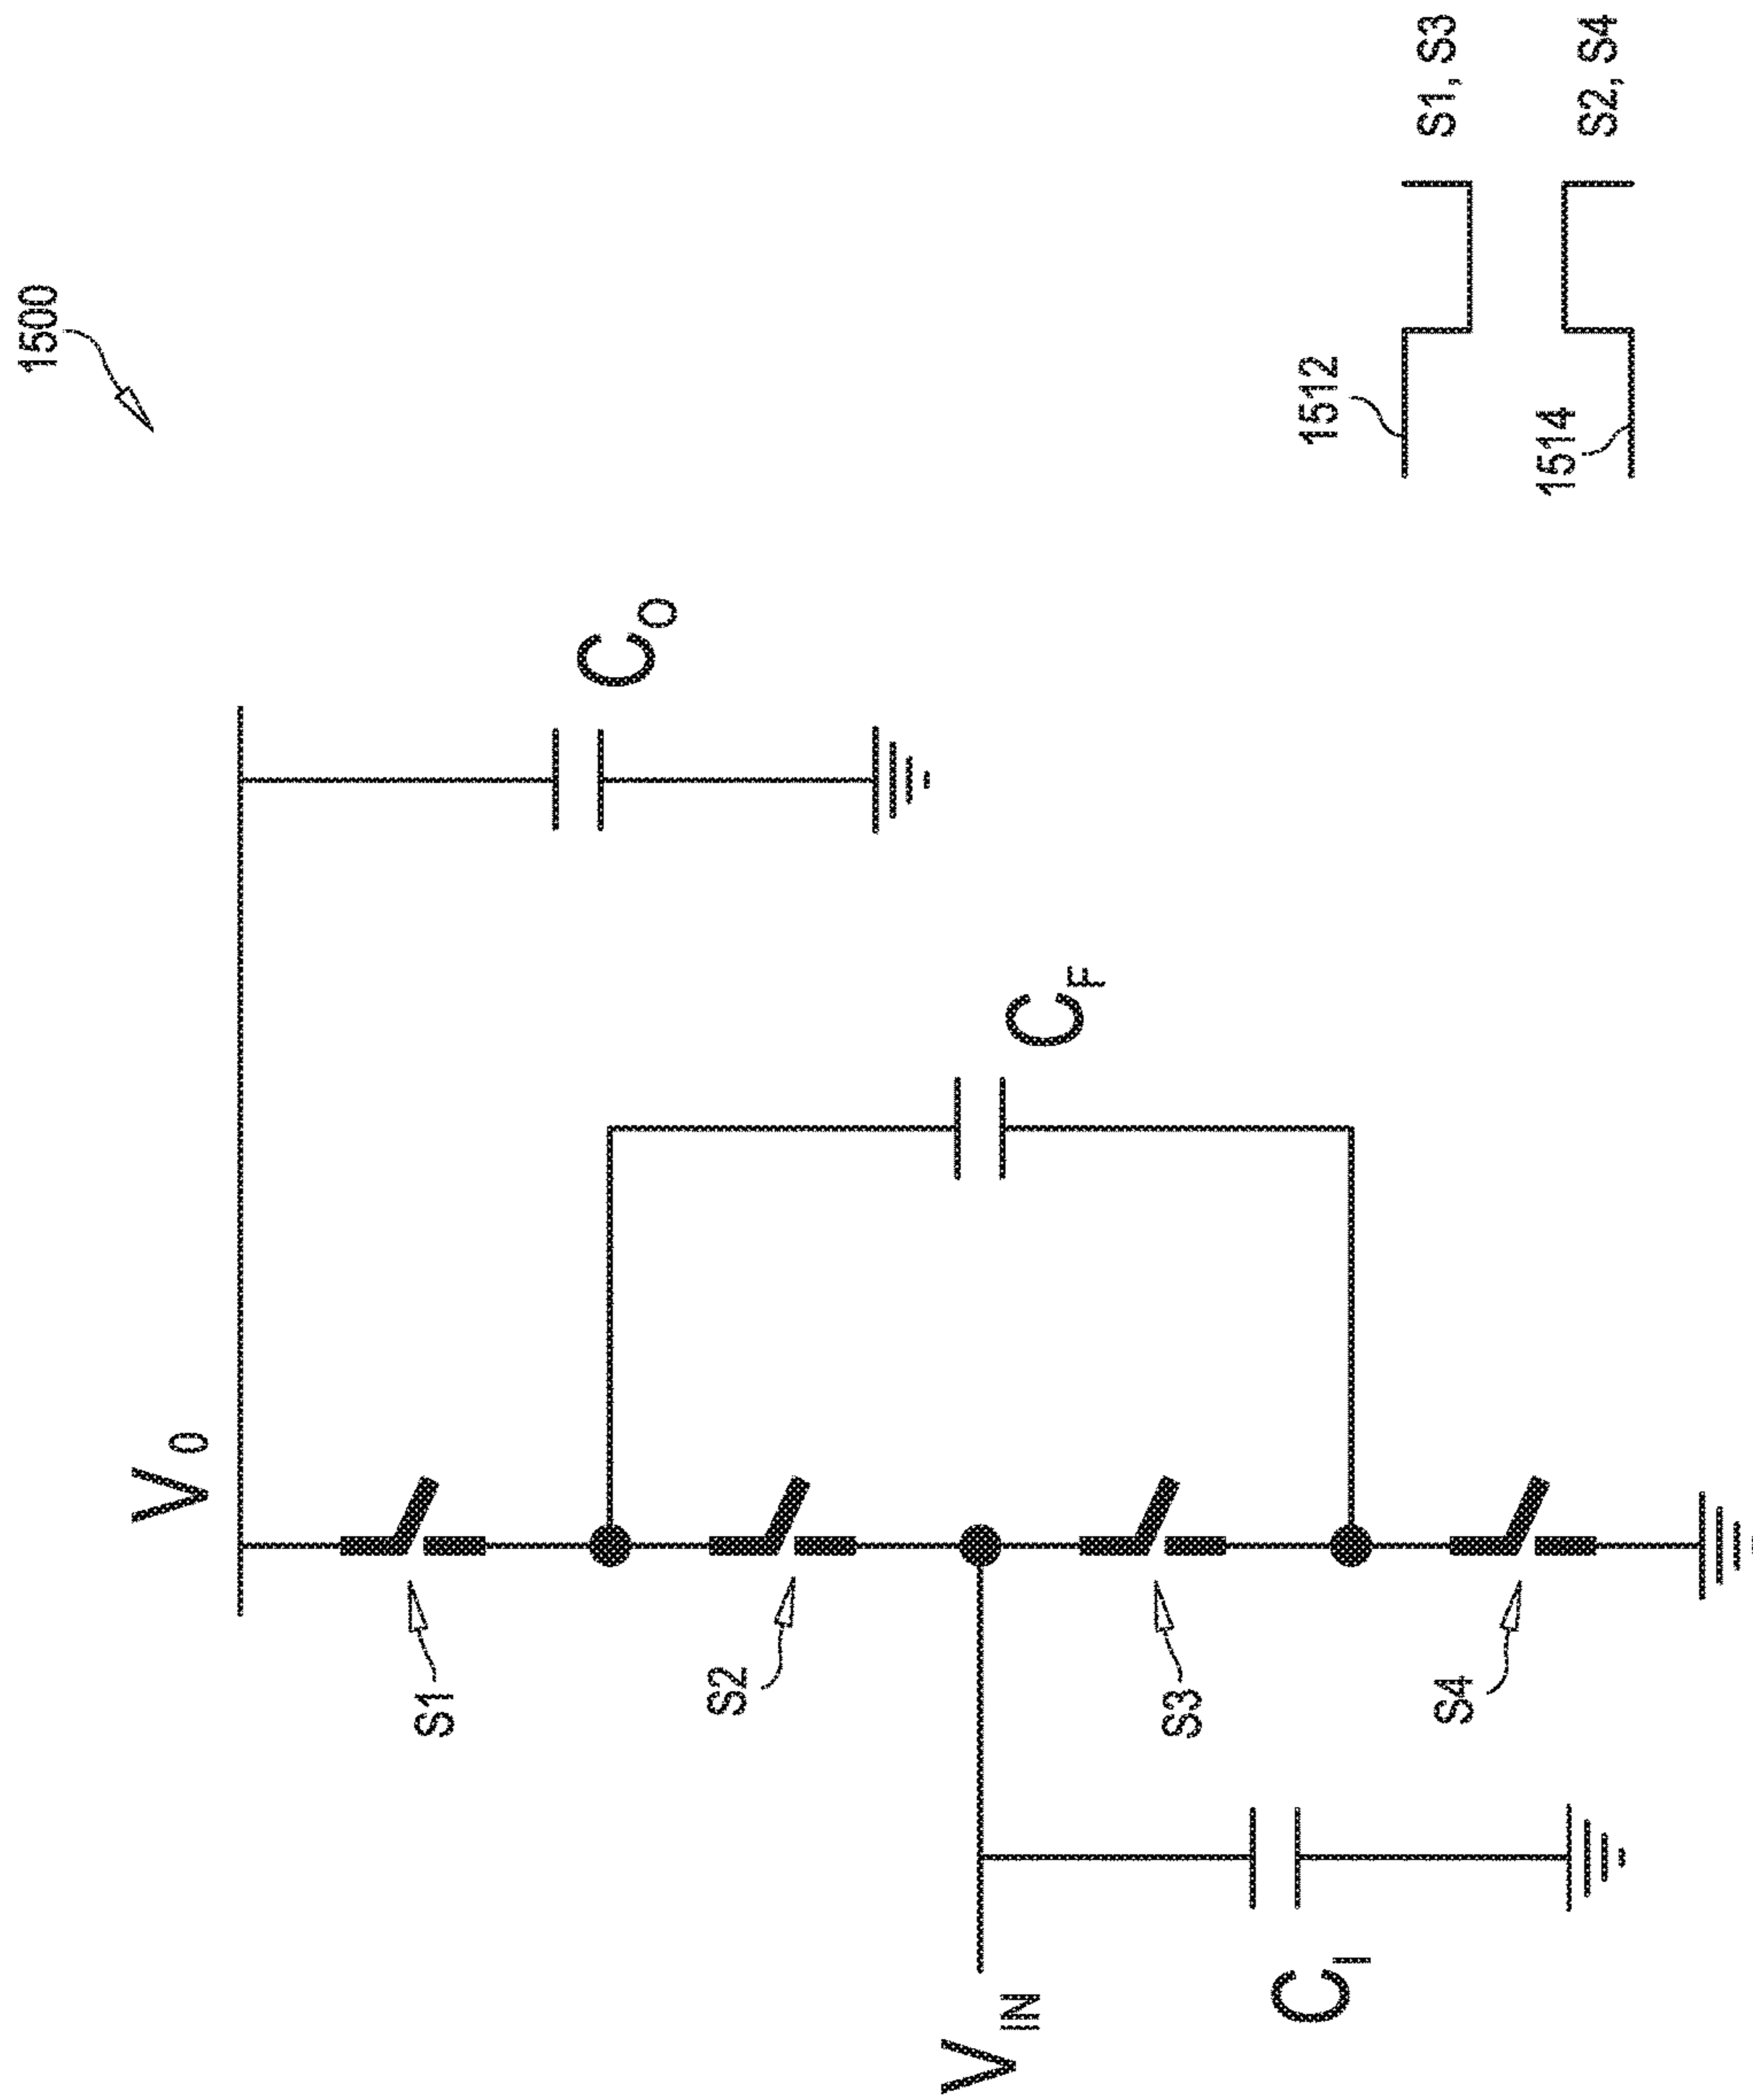 1500
V0
S1
S2
S3
S4
VIN
CI
CF
CO
1512
S1, S3
1514
S2, S4